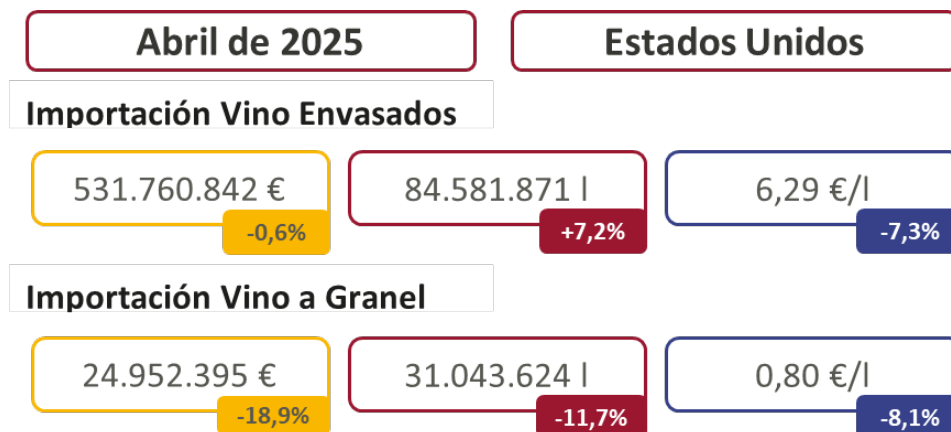 Abril de 2025
Estados Unidos
Importación Vino Envasados
531.760.842 €
84.581.871 l
6,29 €/l
-0,6%
+7,2%
-7,3%
Importación Vino a Granel
24.952.395 €
31.043.624 l
0,80 €/l
-18,9%
-11,7%
-8,1%